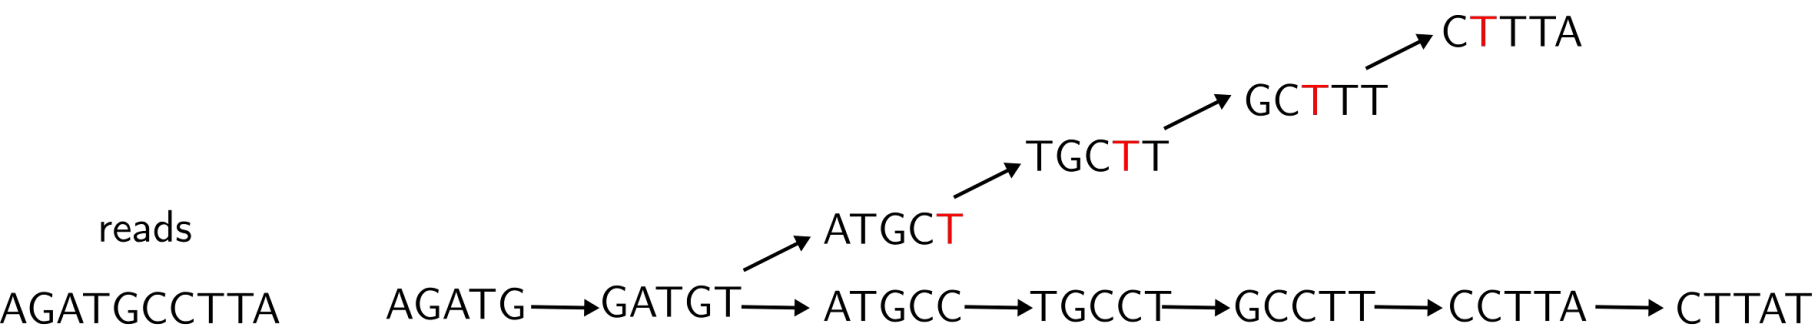 CTTTA
GCTTT
TGCTT
reads
ATGCT
AGATGCCTTA
AGATG GATGT ATGCC TGCCT GCCTT CCTTA CTTAT